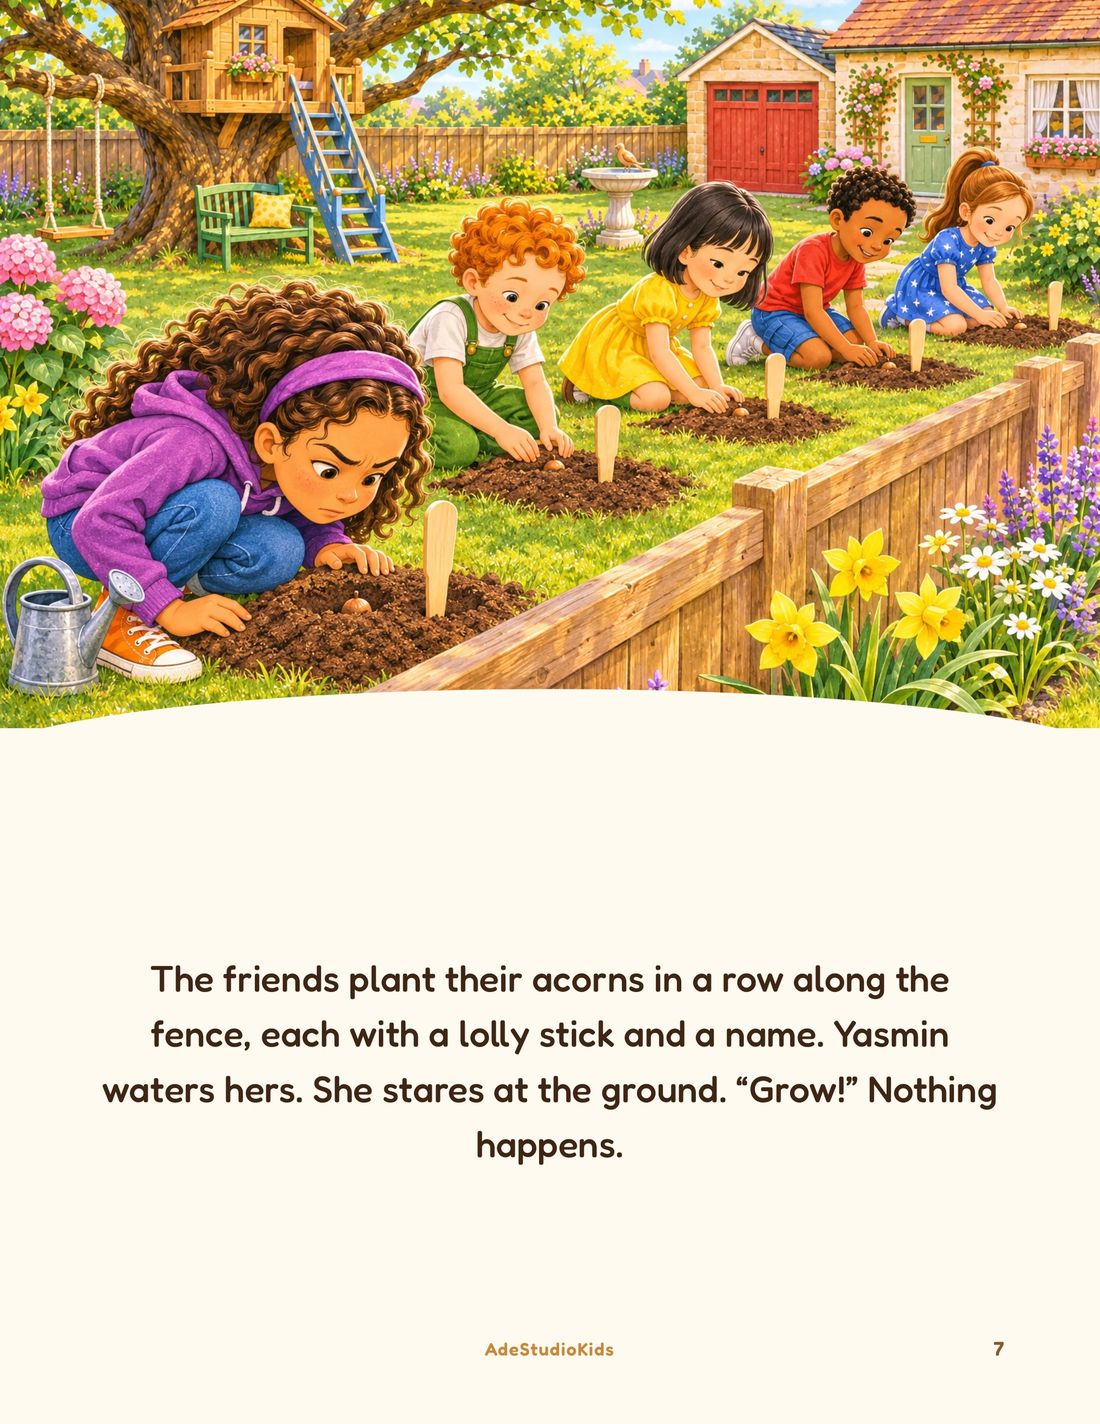 The friends plant their acorns in a row along the
fence, each with a lolly stick and a name. Yasmin
waters hers. She stares at the ground. “Grow!” Nothing
happens.
AdeStudioKids
7